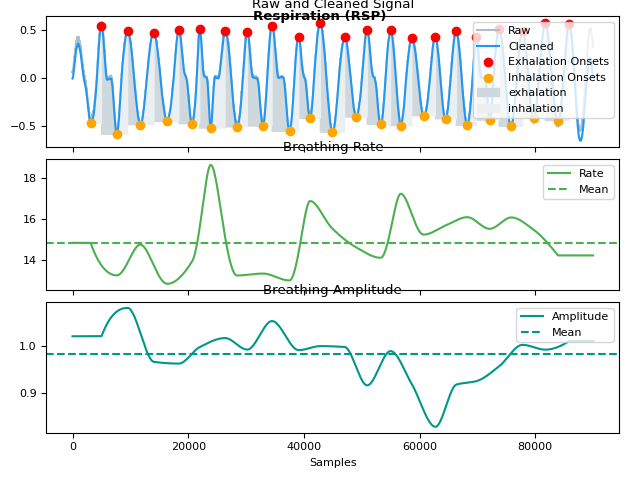 Raw and Cleaned Signal
Respiration (RSP)
0.5
0.0
−0.5
Raw
Cleaned
Exhalation Onsets
Inhalation Onsets
exhalation
inhalation
Breathing Rate
18
16
14
Rate
Mean
Breathing Amplitude
1.0
0.9
Amplitude
Mean
0 20000 40000 60000 80000
Samples